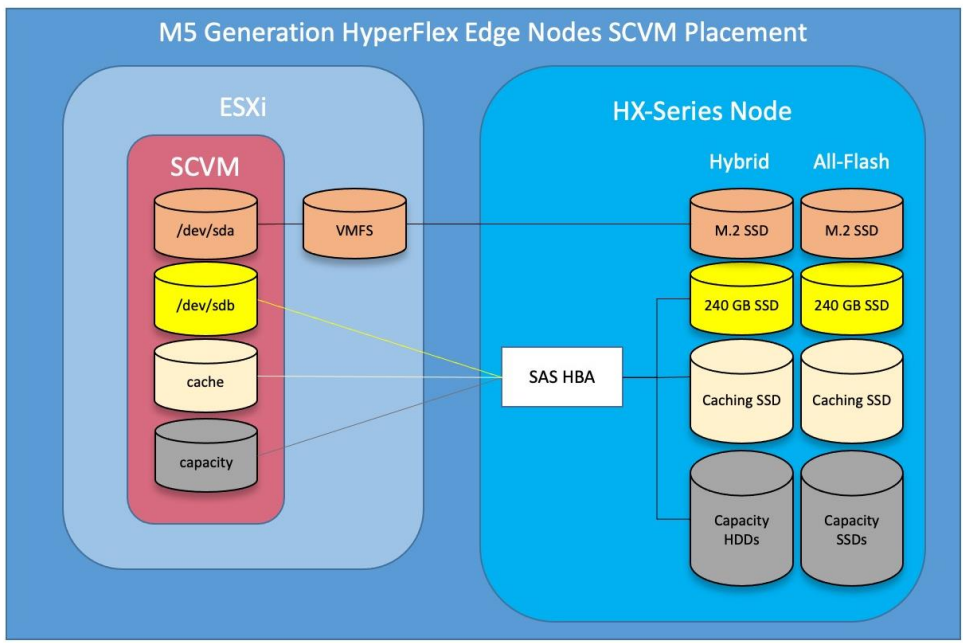 M5 Generation HyperFlex Edge Nodes SCVM Placement
ESXi
SCVM
/dev/sda
VMFS
/dev/sdb
cache
capacity
HX-Series Node
Hybrid
All-Flash
M.2 SSD
M.2 SSD
240 GB SSD
240 GB SSD
SAS HBA
Caching SSD
Caching SSD
Capacity
HDDs
Capacity
SSDs